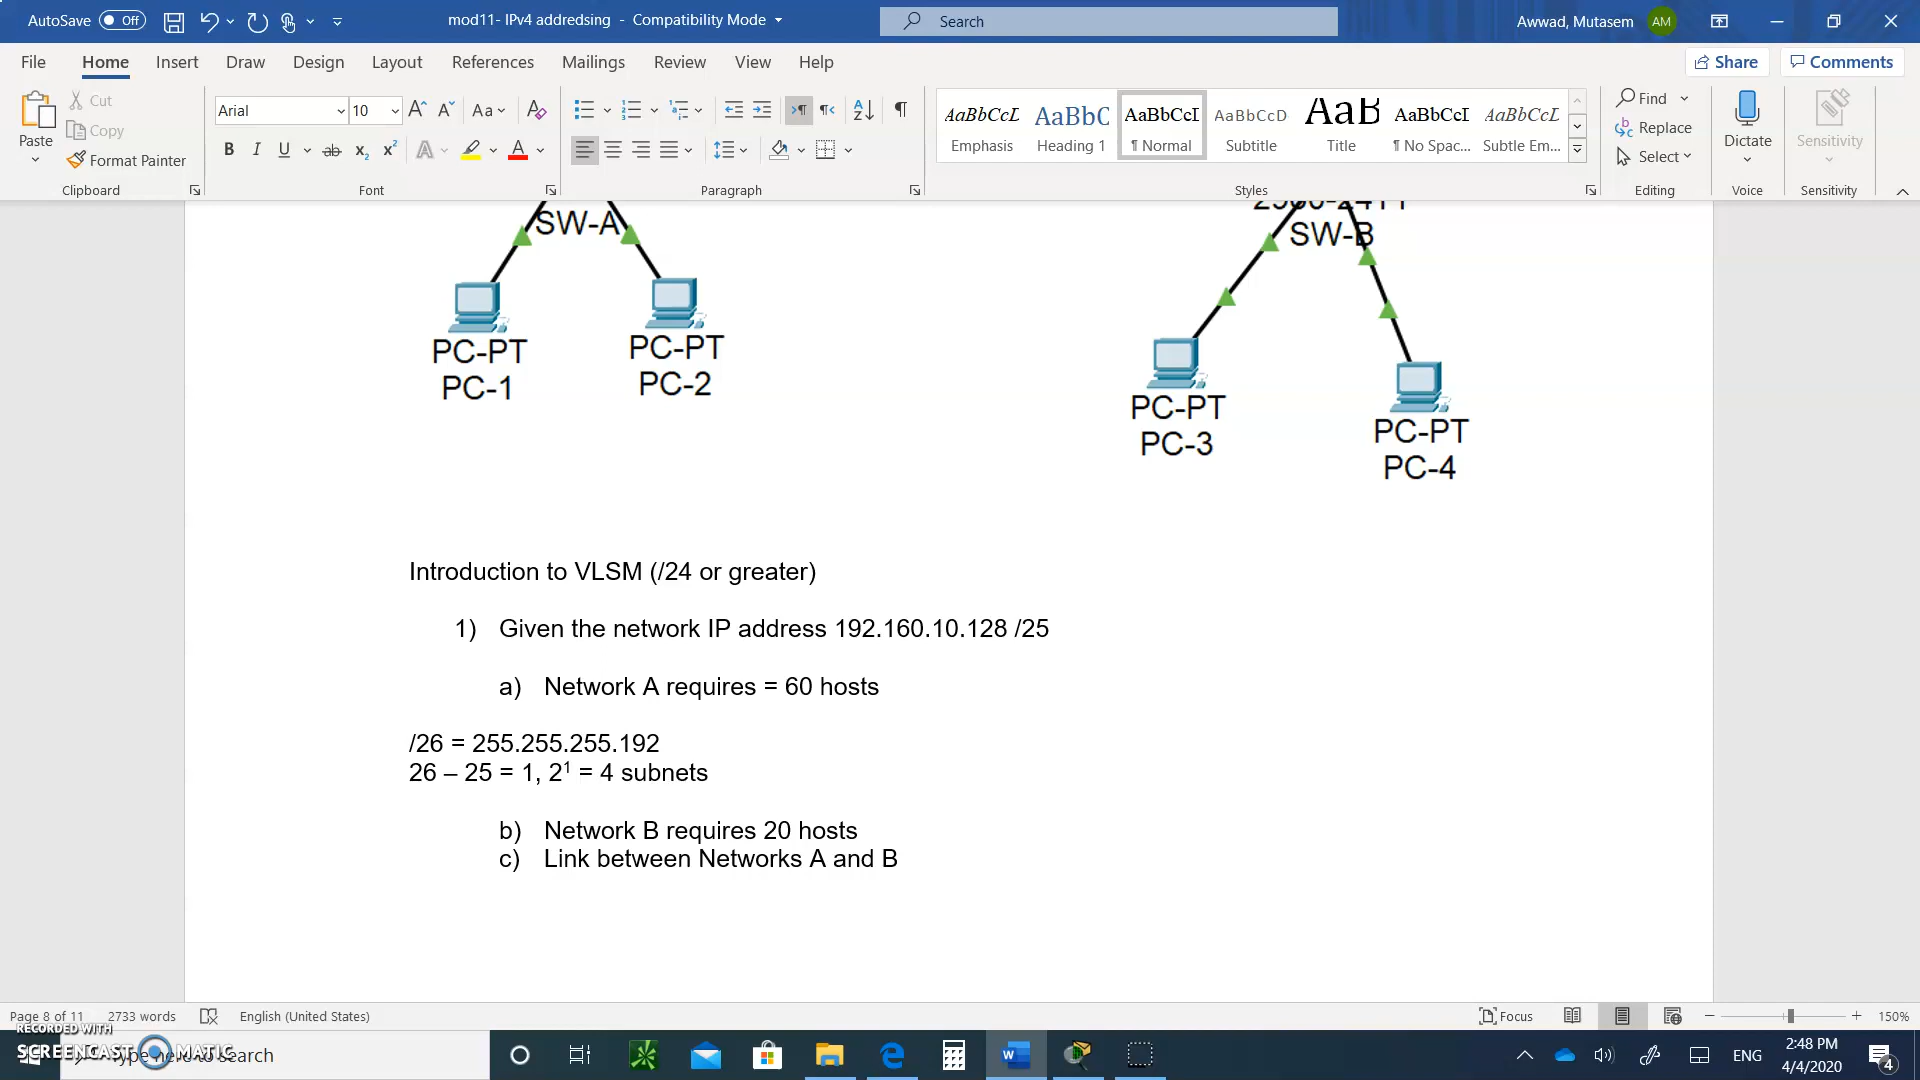 AutoSave Off mod11- IPv4 addredsing - Compatibility Mode Search Awwad, Mutasem AM
File Home Insert Draw Design Layout References Mailings Review View Help Share Comments
Paste Cut Copy Format Painter
Arial 10
AaBbCcL AaBbC AaBbCcI AaBbCcD AaB AaBbCcI AaBbCcL
Emphasis Heading 1 ¶ Normal Subtitle Title ¶ No Spac... Subtle Em...
Find Replace Select
Dictate Sensitivity
Clipboard Font Paragraph Styles Editing Voice Sensitivity
SW-A
SW-B
PC-PT
PC-1
PC-PT
PC-2
PC-PT
PC-3
PC-PT
PC-4
Introduction to VLSM (/24 or greater)
1) Given the network IP address 192.160.10.128 /25
a) Network A requires = 60 hosts
/26 = 255.255.255.192
26 – 25 = 1, 2¹ = 4 subnets
b) Network B requires 20 hosts
c) Link between Networks A and B
Page 8 of 11 2733 words English (United States) Focus 150%
RECORDED WITH
SCREENCAST MATIC
Type here to search
ENG 2:48 PM
4/4/2020 4